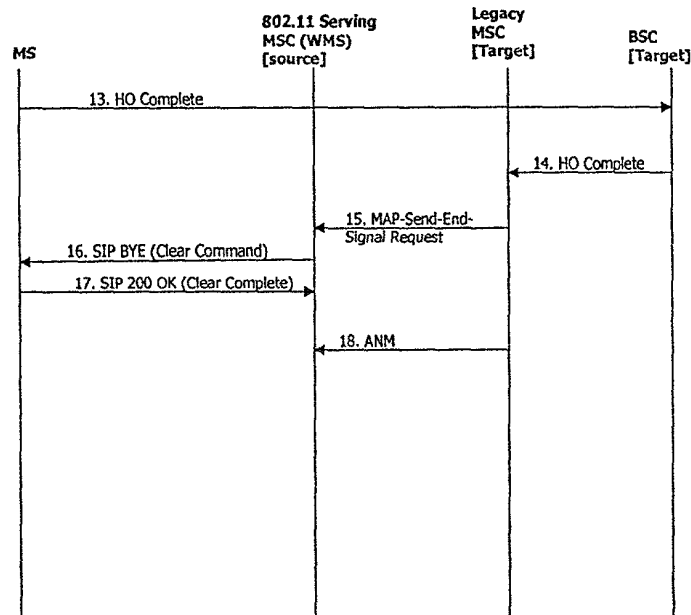 MS
802.11 Serving
MSC (WMS)
[source]
Legacy
MSC
[Target]
BSC
[Target]
13. HO Complete
14. HO Complete
15. MAP-Send-End-
Signal Request
16. SIP BYE (Clear Command)
17. SIP 200 OK (Clear Complete)
18. ANM